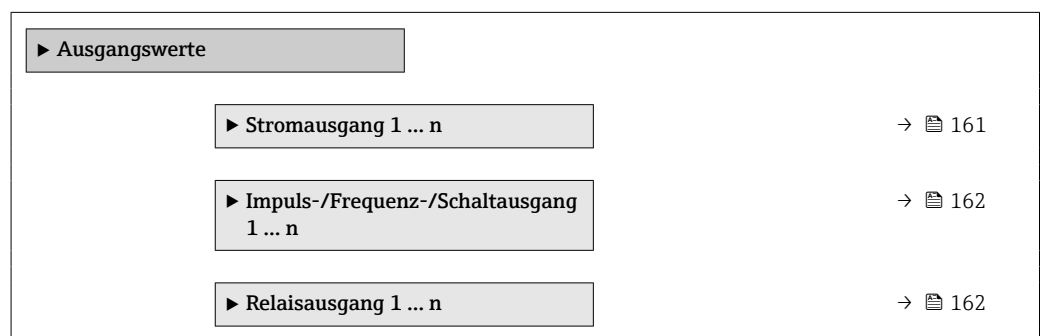 ▶ Ausgangswerte
▶ Stromausgang 1 … n → 161
▶ Impuls-/Frequenz-/Schaltausgang
1 … n → 162
▶ Relaisausgang 1 … n → 162